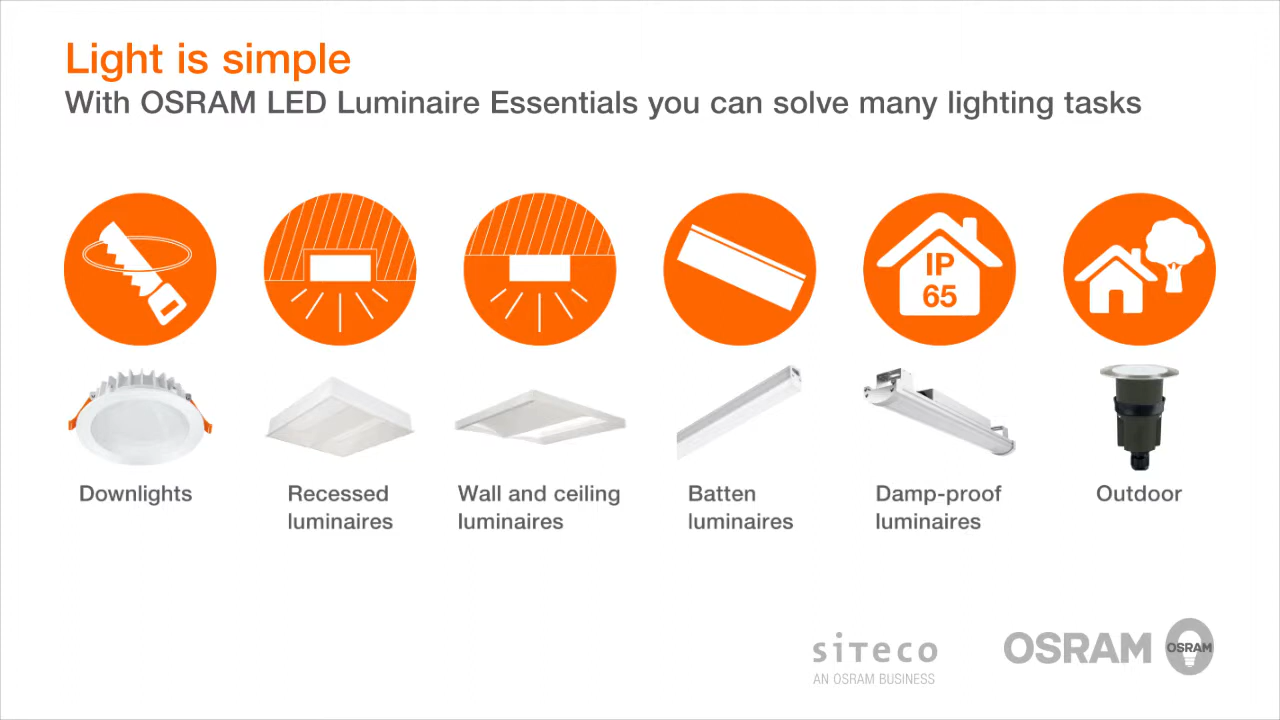 Light is simple
With OSRAM LED Luminaire Essentials you can solve many lighting tasks
IP
65
Downlights
Recessed
luminaires
Wall and ceiling
luminaires
Batten
luminaires
Damp-proof
luminaires
Outdoor
siteco
AN OSRAM BUSINESS
OSRAM
OSRAM